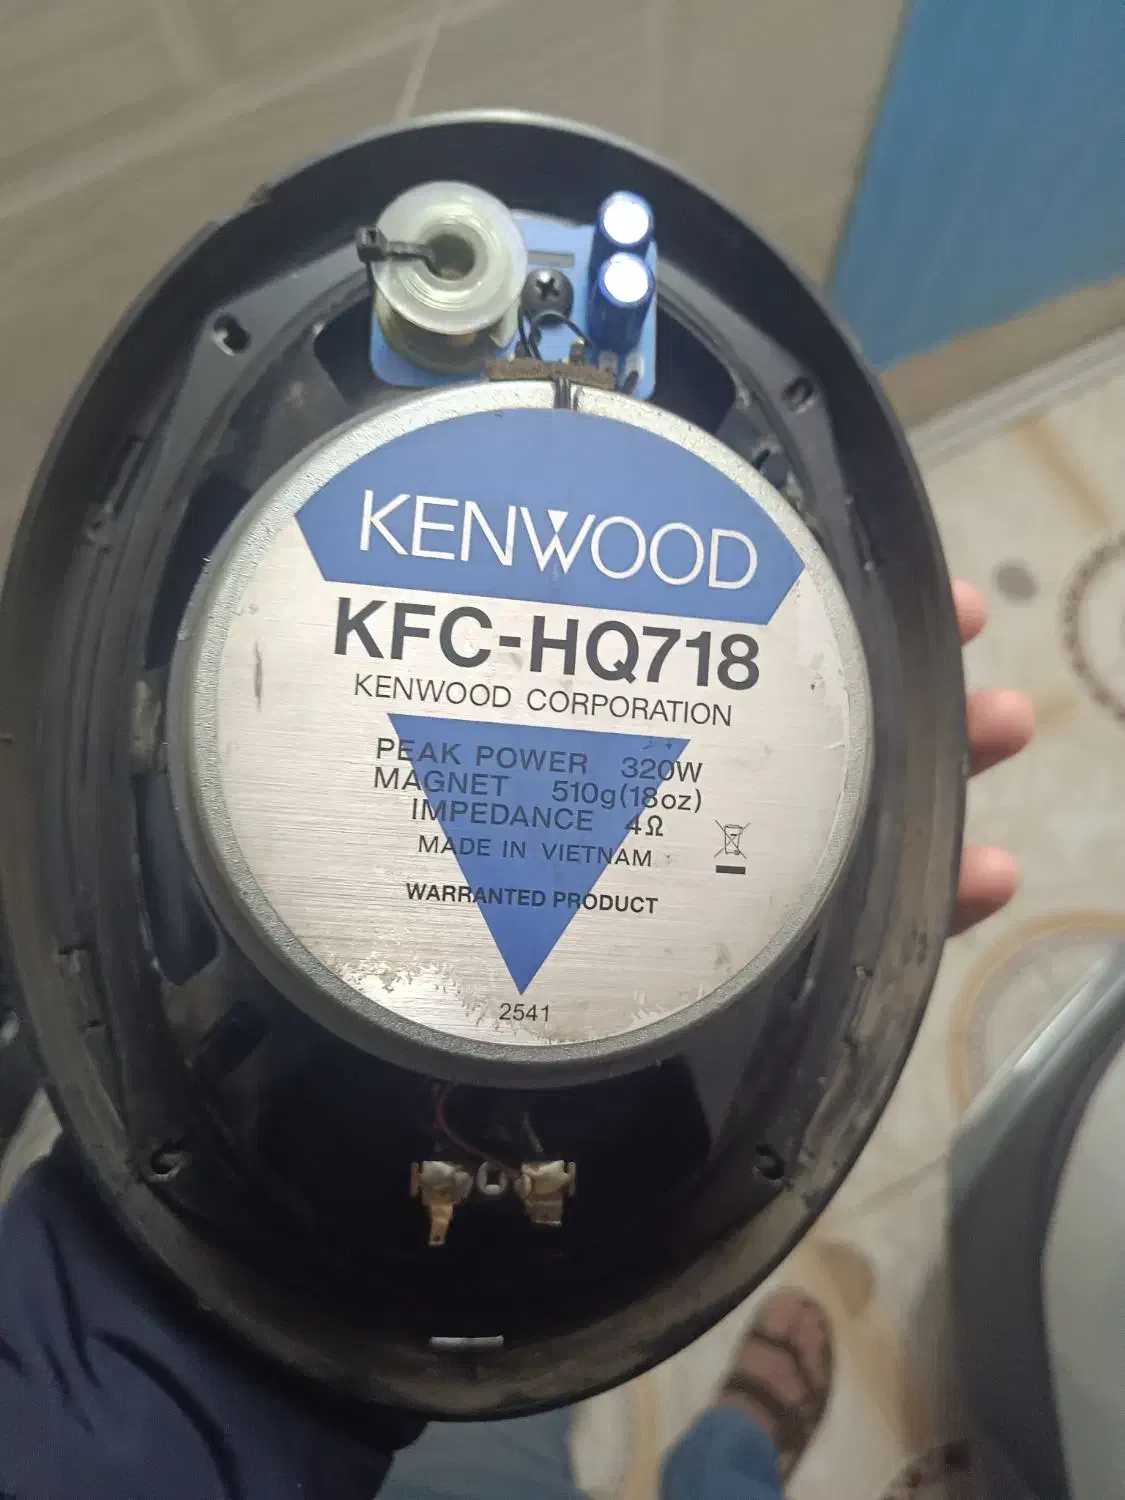 KENWOOD
KFC-HQ718
KENWOOD CORPORATION
PEAK POWER 320W
MAGNET 510g(18oz)
IMPEDANCE 4Ω
MADE IN VIETNAM
WARRANTED PRODUCT
2541